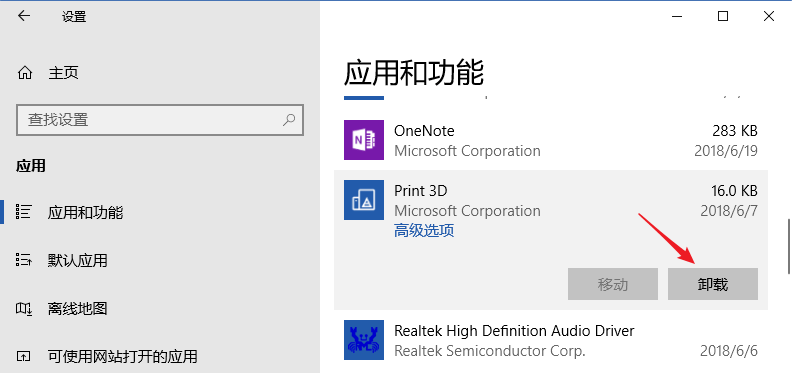 设置
主页
查找设置
应用
应用和功能
默认应用
离线地图
可使用网站打开的应用
应用和功能
OneNote 283 KB
Microsoft Corporation 2018/6/19
Print 3D 16.0 KB
Microsoft Corporation 2018/6/7
高级选项
移动 卸载
Realtek High Definition Audio Driver
Realtek Semiconductor Corp. 2018/6/6